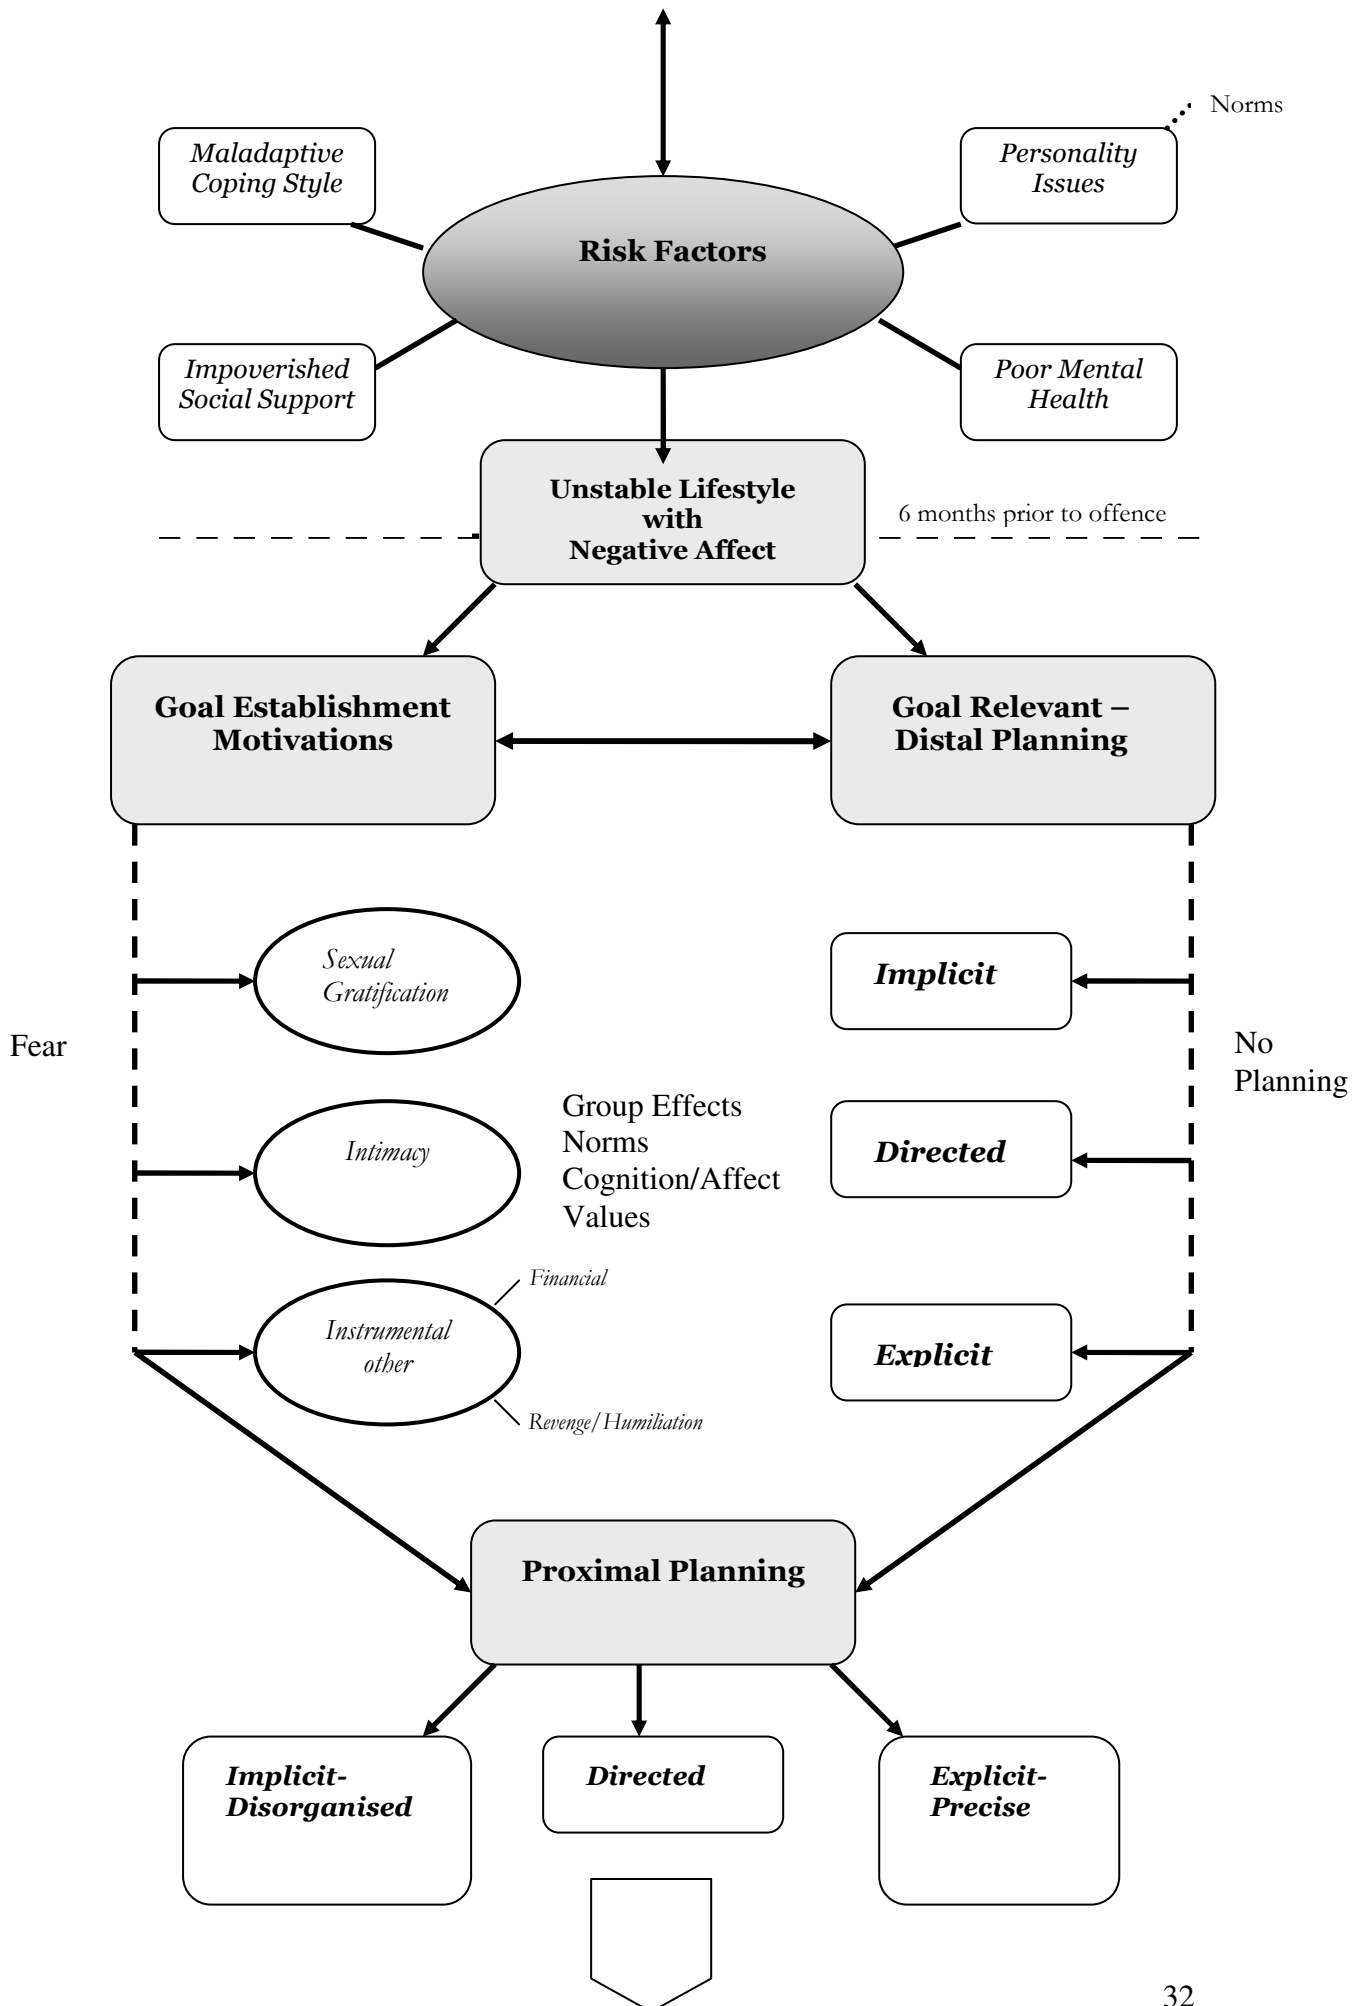 Norms
Maladaptive
Coping Style
Personality
Issues
Risk Factors
Impoverished
Social Support
Poor Mental
Health
Unstable Lifestyle
with
Negative Affect
6 months prior to offence
Goal Establishment
Motivations
Goal Relevant –
Distal Planning
Sexual
Gratification
Implicit
Fear
No
Planning
Group Effects
Norms
Cognition/Affect
Values
Intimacy
Directed
Financial
Instrumental
other
Explicit
Revenge/Humiliation
Proximal Planning
Implicit-
Disorganised
Directed
Explicit-
Precise
32